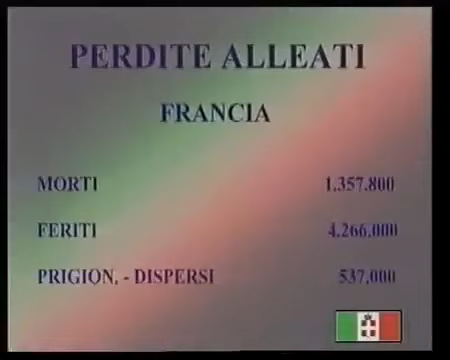 PERDITE ALLEATI
FRANCIA
MORTI 1.357.800
FERITI 4.266.000
PRIGION. - DISPERSI 537.000